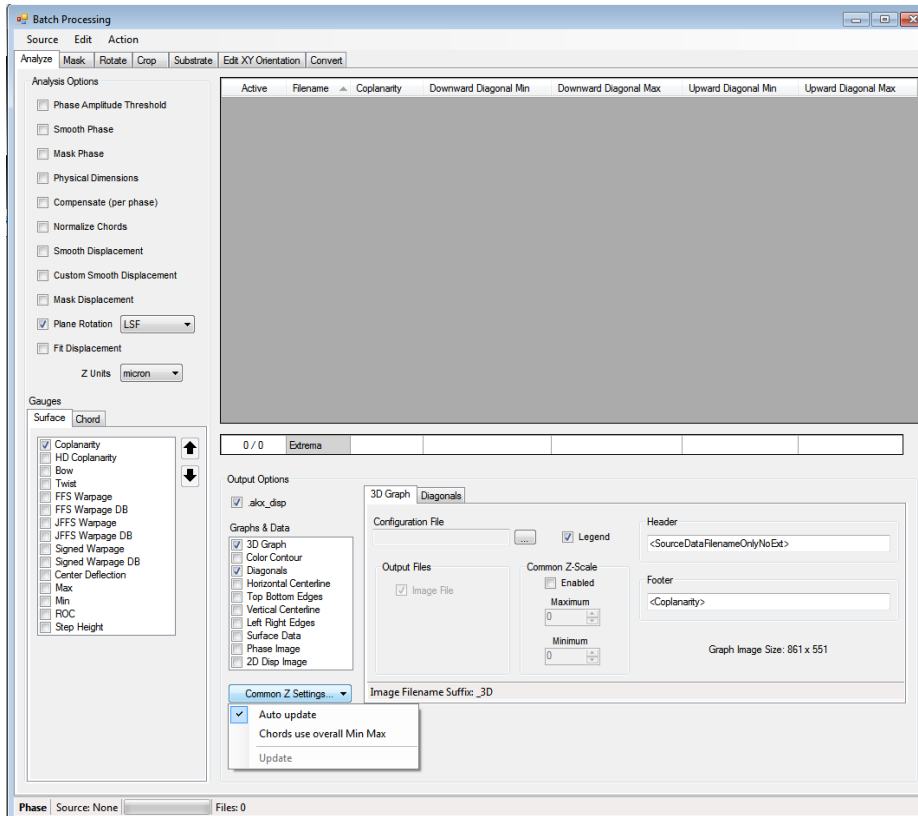 Batch Processing
Source Edit Action
Analyze Mask Rotate Crop Substrate Edit XY Orientation Convert
Analysis Options
Phase Amplitude Threshold
Smooth Phase
Mask Phase
Physical Dimensions
Compensate (per phase)
Normalize Chords
Smooth Displacement
Custom Smooth Displacement
Mask Displacement
Plane Rotation LSF
Fit Displacement
Z Units micron
Gauges
Surface Chord
Coplanarity
HD Coplanarity
Bow
Twist
FFS Warpage
FFS Warpage DB
JFFS Warpage
JFFS Warpage DB
Signed Warpage
Signed Warpage DB
Center Deflection
Max
Min
ROC
Step Height
Active Filename Coplanarity Downward Diagonal Min Downward Diagonal Max Upward Diagonal Min Upward Diagonal Max
0 / 0 Extrema
Output Options
.akx_disp
Graphs & Data
3D Graph
Color Contour
Diagonals
Horizontal Centerline
Top Bottom Edges
Vertical Centerline
Left Right Edges
Surface Data
Phase Image
2D Disp Image
Common Z Settings...
Auto update
Chords use overall Min Max
Update
3D Graph Diagonals
Configuration File
... Legend
Output Files
Image File
Common Z-Scale
Enabled
Maximum
0
Minimum
0
Header
<SourceDataFilenameOnlyNoExt>
Footer
<Coplanarity>
Graph Image Size: 861 x 551
Image Filename Suffix: _3D
Phase Source: None Files: 0